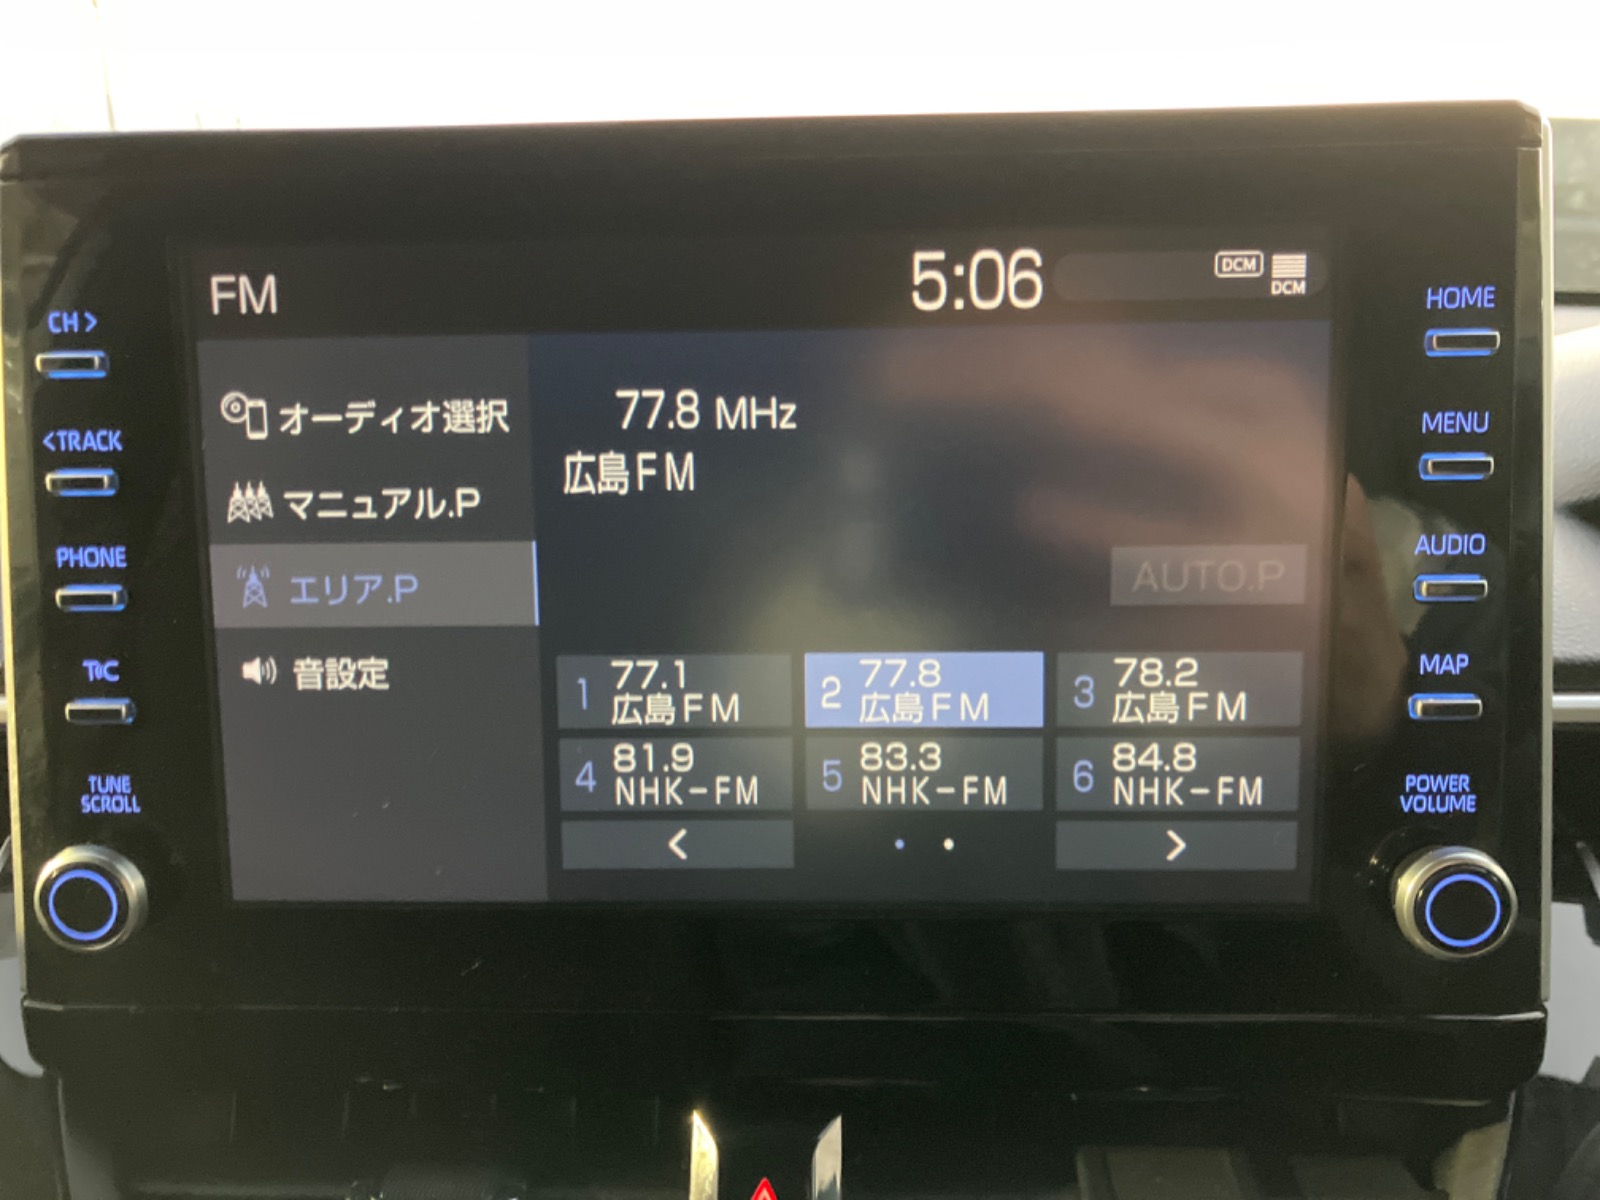 FM
5:06
DCM
DCM
CH >
<TRACK
PHONE
T∕C
TUNE
SCROLL
オーディオ選択
マニュアル.P
エリア.P
音設定
77.8 MHz
広島FM
AUTO.P
1 77.1
広島FM
2 77.8
広島FM
3 78.2
広島FM
4 81.9
NHK-FM
5 83.3
NHK-FM
6 84.8
NHK-FM
<
>
HOME
MENU
AUDIO
MAP
POWER
VOLUME